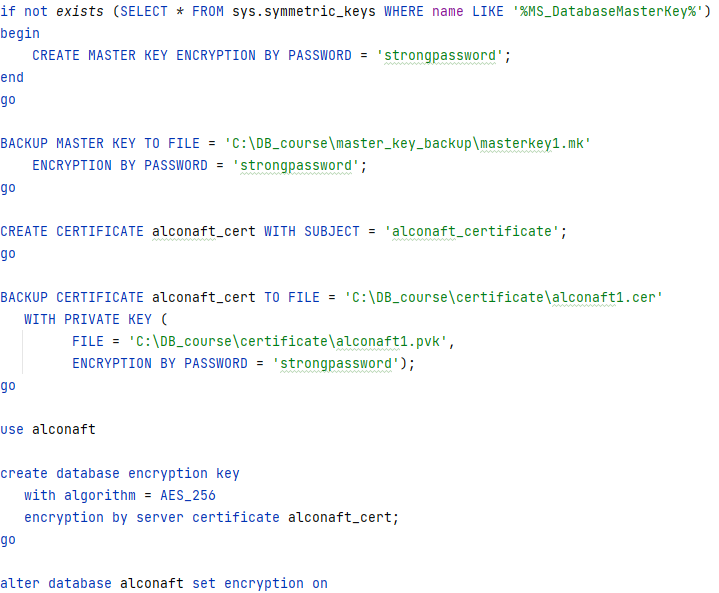 if not exists (SELECT * FROM sys.symmetric_keys WHERE name LIKE '%MS_DatabaseMasterKey%')
begin
    CREATE MASTER KEY ENCRYPTION BY PASSWORD = 'strongpassword';
end
go

BACKUP MASTER KEY TO FILE = 'C:\DB_course\master_key_backup\masterkey1.mk'
    ENCRYPTION BY PASSWORD = 'strongpassword';
go

CREATE CERTIFICATE alconaft_cert WITH SUBJECT = 'alconaft_certificate';
go

BACKUP CERTIFICATE alconaft_cert TO FILE = 'C:\DB_course\certificate\alconaft1.cer'
   WITH PRIVATE KEY (
         FILE = 'C:\DB_course\certificate\alconaft1.pvk',
         ENCRYPTION BY PASSWORD = 'strongpassword');
go

use alconaft

create database encryption key
   with algorithm = AES_256
   encryption by server certificate alconaft_cert;
go

alter database alconaft set encryption on